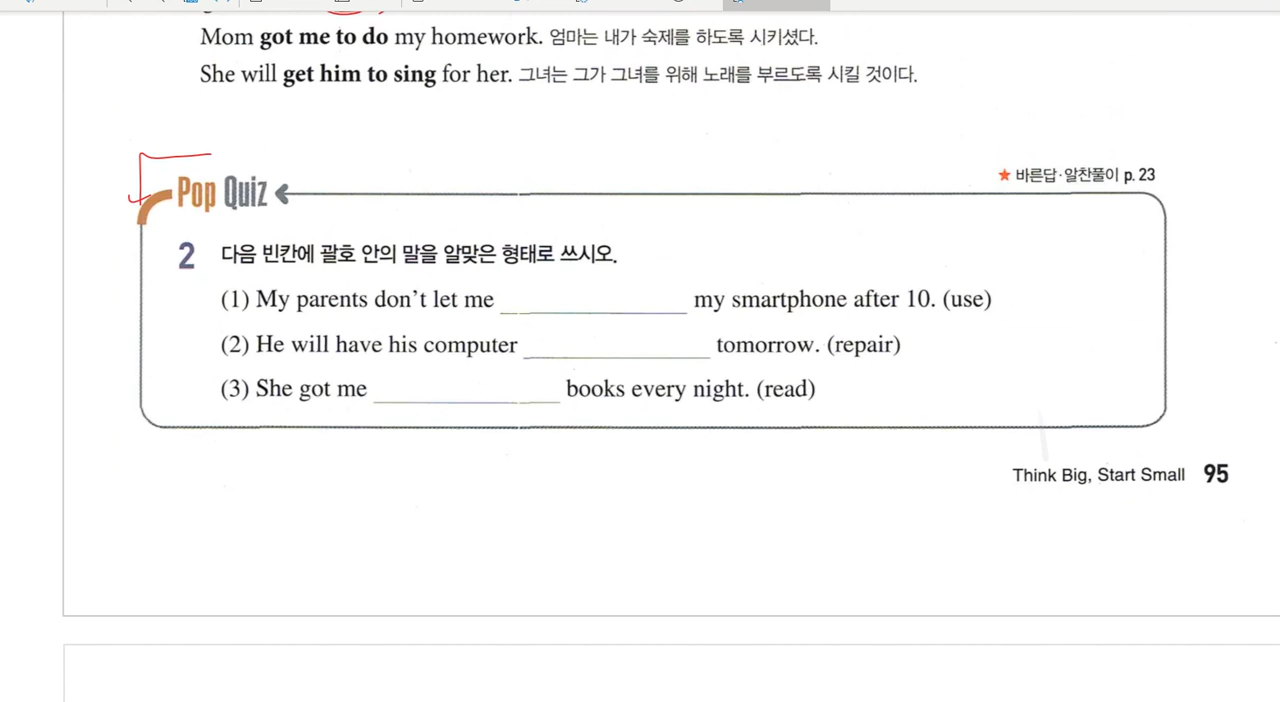 Mom got me to do my homework. 엄마는 내가 숙제를 하도록 시키셨다.
She will get him to sing for her. 그녀는 그가 그녀를 위해 노래를 부르도록 시킬 것이다.
Pop Quiz
★ 바른답·알찬풀이 p. 23
2 다음 빈칸에 괄호 안의 말을 알맞은 형태로 쓰시오.
(1) My parents don't let me ____________ my smartphone after 10. (use)
(2) He will have his computer ____________ tomorrow. (repair)
(3) She got me ____________ books every night. (read)
Think Big, Start Small 95